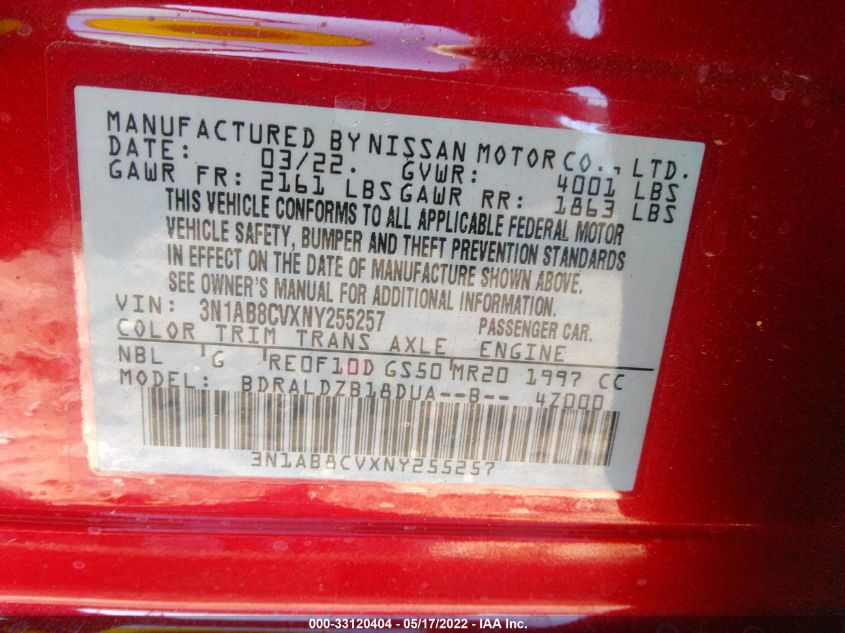 MANUFACTURED BY NISSAN MOTOR CO., LTD.
DATE: 03/22. GVWR: 4001 LBS
GAWR FR: 2161 LBS GAWR RR: 1863 LBS
THIS VEHICLE CONFORMS TO ALL APPLICABLE FEDERAL MOTOR
VEHICLE SAFETY, BUMPER AND THEFT PREVENTION STANDARDS
IN EFFECT ON THE DATE OF MANUFACTURE SHOWN ABOVE.
SEE OWNER'S MANUAL FOR ADDITIONAL INFORMATION.
VIN: 3N1AB8CVXNY255257 PASSENGER CAR.
COLOR TRIM TRANS AXLE ENGINE
NBL G RE0F10D GS50 MR20 1997 CC
MODEL: BDRALDZB18DUA--B-- 4Z000
3N1AB8CVXNY255257
000-33120404 - 05/17/2022 - IAA Inc.